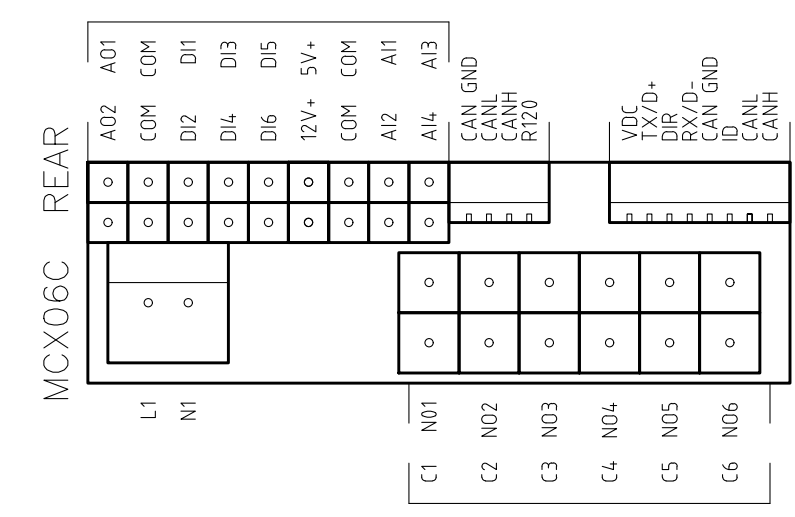 AO1 COM DI1 DI3 DI5 5V+ COM AI1 AI3
AO2 COM DI2 DI4 DI6 12V+ COM AI2 AI4
CAN GND
CANL
CANH
R120
VDC
TX/D+
DIR
RX/D-
CAN GND
ID
CANL
CANH
MCX06C REAR
L1 N1
NO1 NO2 NO3 NO4 NO5 NO6
C1 C2 C3 C4 C5 C6